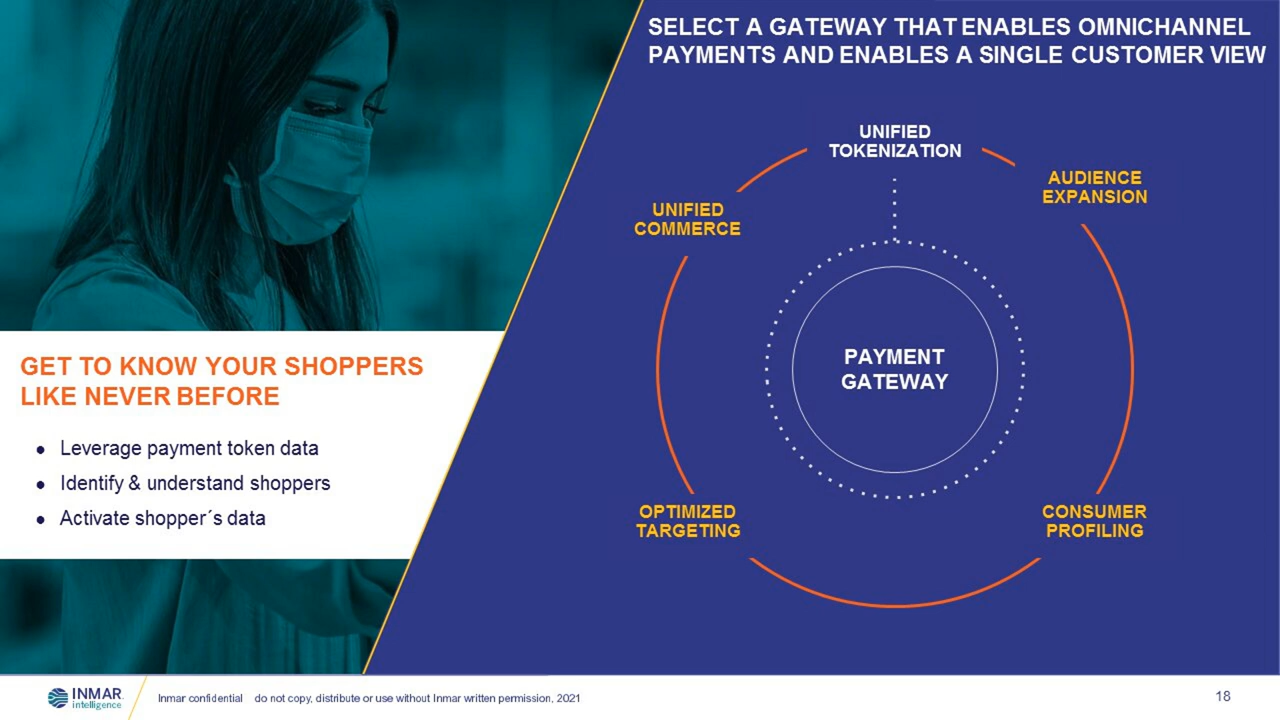 SELECT A GATEWAY THAT ENABLES OMNICHANNEL
PAYMENTS AND ENABLES A SINGLE CUSTOMER VIEW
UNIFIED
TOKENIZATION
AUDIENCE
EXPANSION
UNIFIED
COMMERCE
PAYMENT
GATEWAY
OPTIMIZED
TARGETING
CONSUMER
PROFILING
GET TO KNOW YOUR SHOPPERS
LIKE NEVER BEFORE
● Leverage payment token data
● Identify & understand shoppers
● Activate shopper´s data
INMAR
intelligence
Inmar confidential do not copy, distribute or use without Inmar written permission, 2021
18